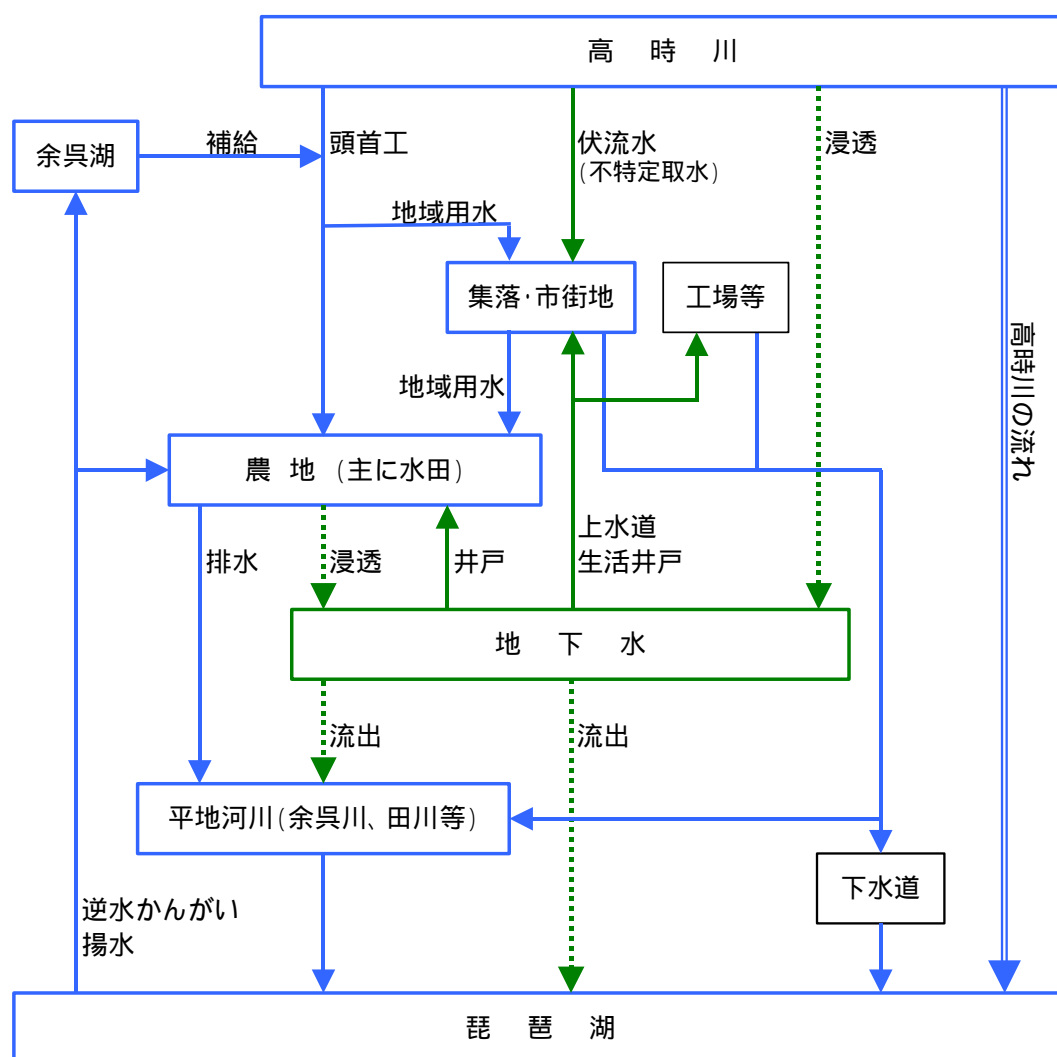 高時川
余呉湖
補給
頭首工
伏流水
(不特定取水)
浸透
地域用水
集落・市街地
工場等
高時川の流れ
地域用水
農地 (主に水田)
排水
浸透
井戸
上水道
生活井戸
地下水
流出
流出
平地河川(余呉川、田川等)
下水道
逆水かんがい
揚水
琵琶湖